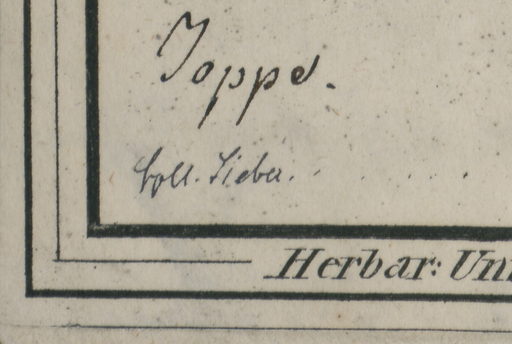 Joppe.
Coll. Sieber.
Herbar: Un